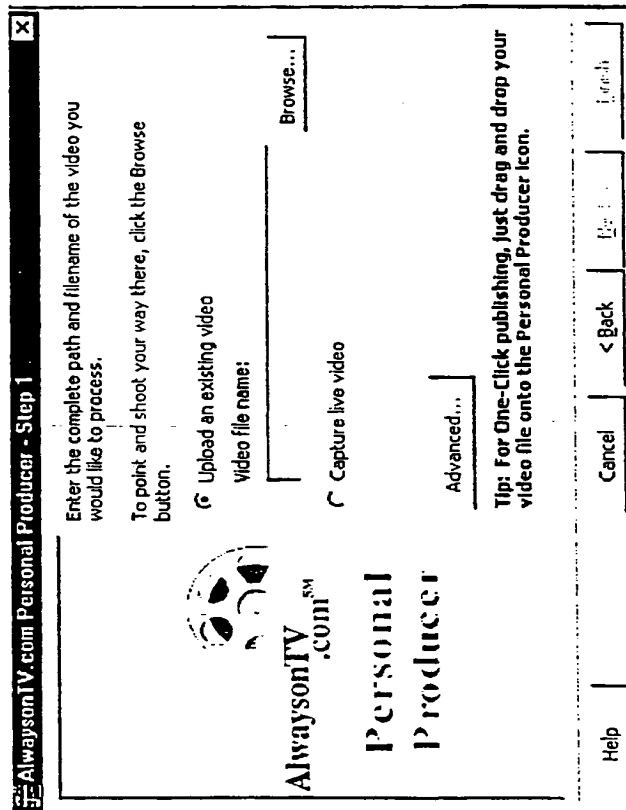 AlwaysonTV.com Personal Producer - Step 1
AlwaysonTV
.com℠
Personal
Producer
Enter the complete path and filename of the video you
would like to process.
To point and shoot your way there, click the Browse
button.
Upload an existing video
Video file name:
Browse...
Capture live video
Advanced...
Tip: For One-Click publishing, just drag and drop your
video file onto the Personal Producer icon.
Help
Cancel
< Back